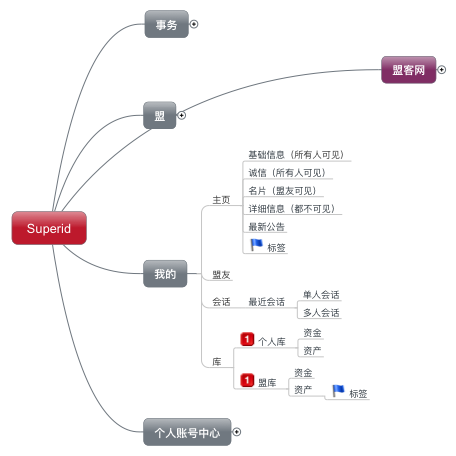 事务
盟客网
盟
Superid
我的
主页
基础信息（所有人可见）
诚信（所有人可见）
名片（盟友可见）
详细信息（都不可见）
最新公告
标签
盟友
会话
最近会话
单人会话
多人会话
库
1 个人库
资金
资产
1 盟库
资金
资产
标签
个人账号中心